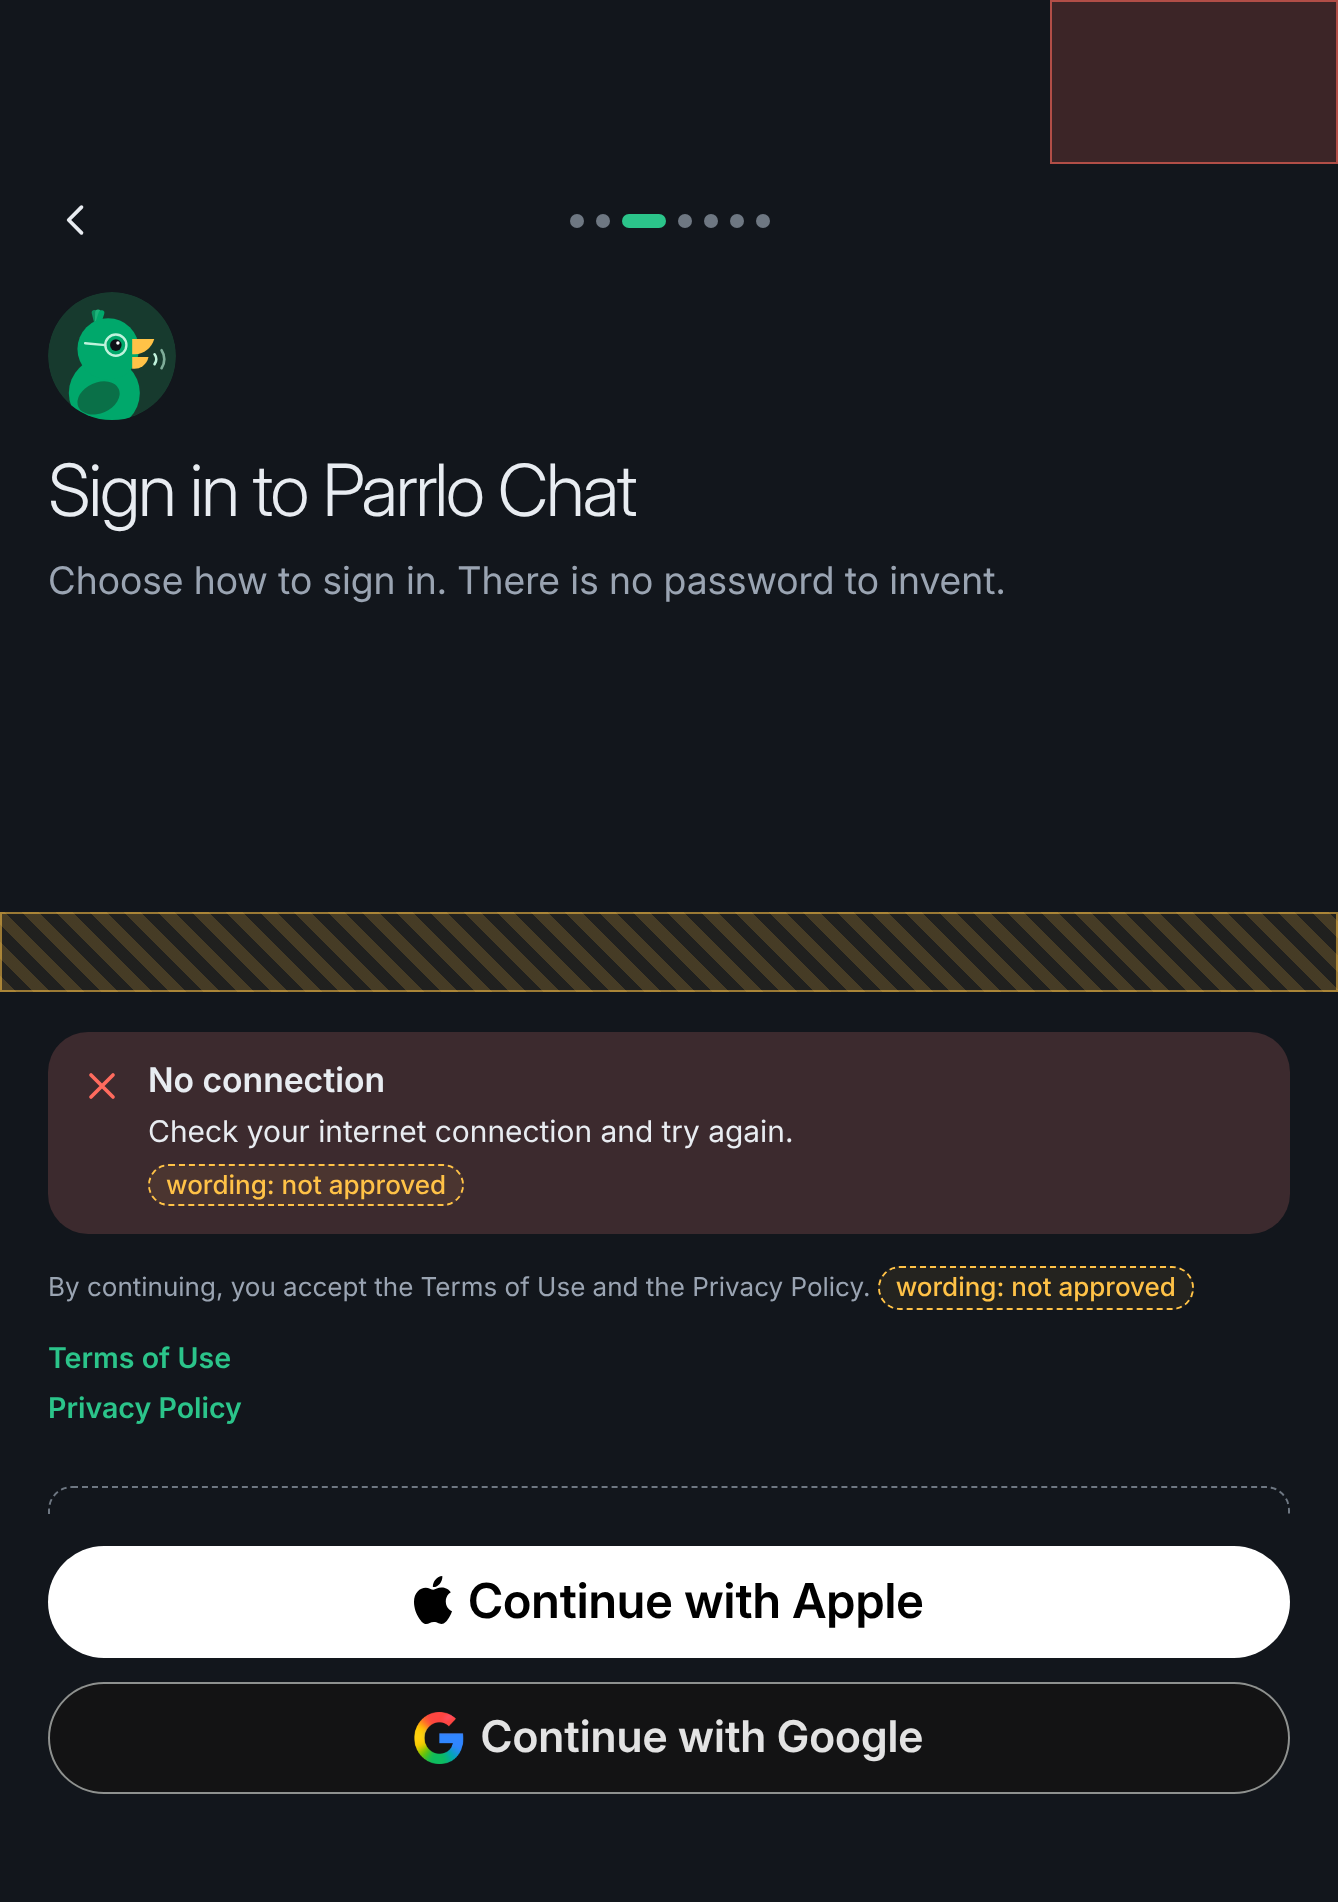 Sign in to Parrlo Chat
Choose how to sign in. There is no password to invent.
No connection
Check your internet connection and try again.
wording: not approved
By continuing, you accept the Terms of Use and the Privacy Policy. wording: not approved
Terms of Use
Privacy Policy
Continue with Apple
Continue with Google